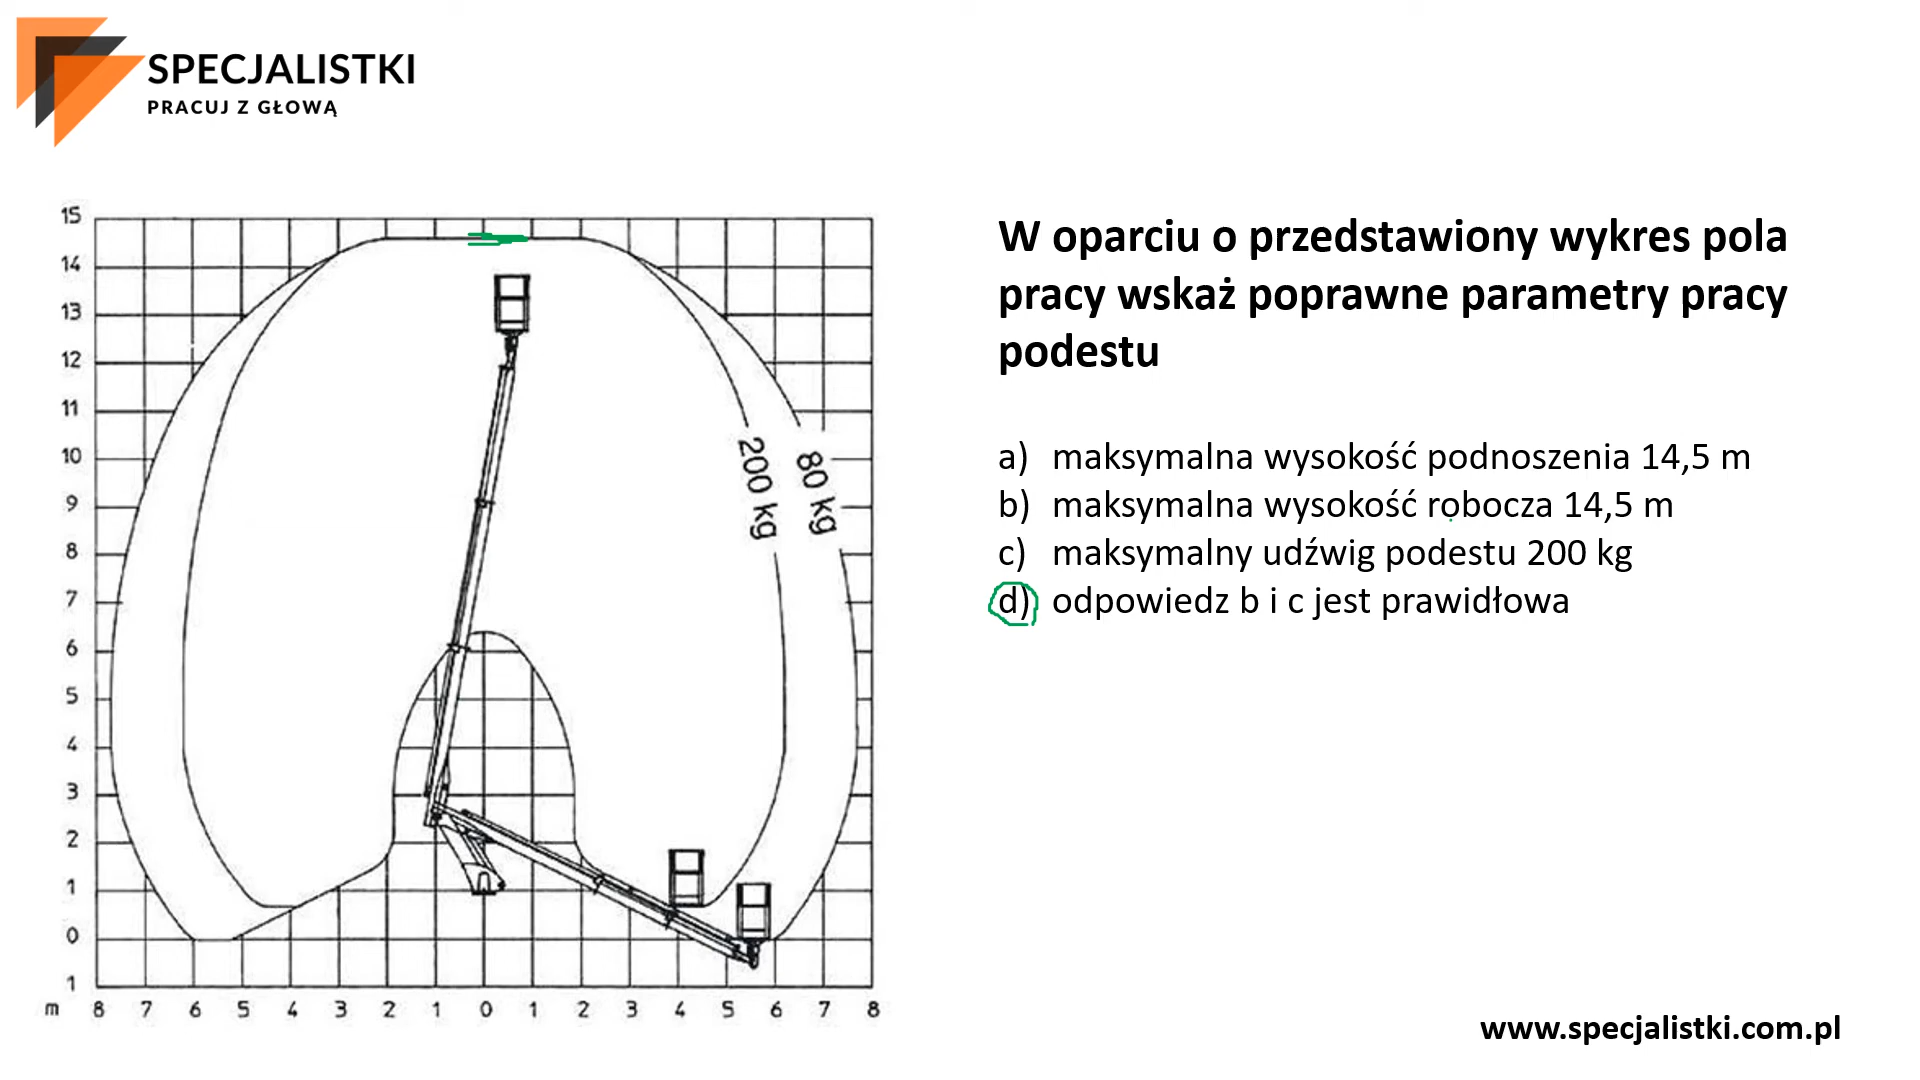 SPECJALISTKI
PRACUJ Z GŁOWĄ
W oparciu o przedstawiony wykres pola
pracy wskaż poprawne parametry pracy
podestu
a) maksymalna wysokość podnoszenia 14,5 m
b) maksymalna wysokość robocza 14,5 m
c) maksymalny udźwig podestu 200 kg
d) odpowiedz b i c jest prawidłowa
15
14
13
12
11
10
9
8
7
6
5
4
3
2
1
0
1
200 kg
80 kg
m 8 7 6 5 4 3 2 1 0 1 2 3 4 5 6 7 8
www.specjalistki.com.pl